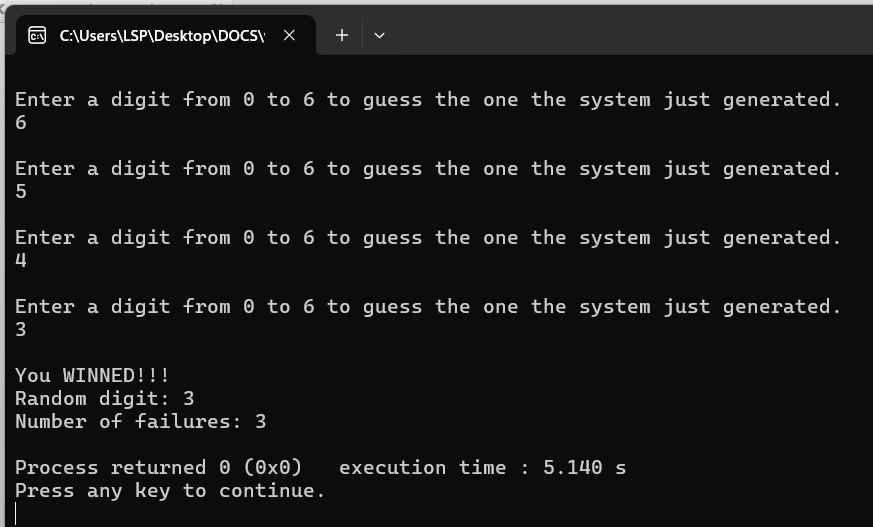 C:\Users\LSP\Desktop\DOCS\
Enter a digit from 0 to 6 to guess the one the system just generated.
6
Enter a digit from 0 to 6 to guess the one the system just generated.
5
Enter a digit from 0 to 6 to guess the one the system just generated.
4
Enter a digit from 0 to 6 to guess the one the system just generated.
3
You WINNED!!!
Random digit: 3
Number of failures: 3
Process returned 0 (0x0)   execution time : 5.140 s
Press any key to continue.